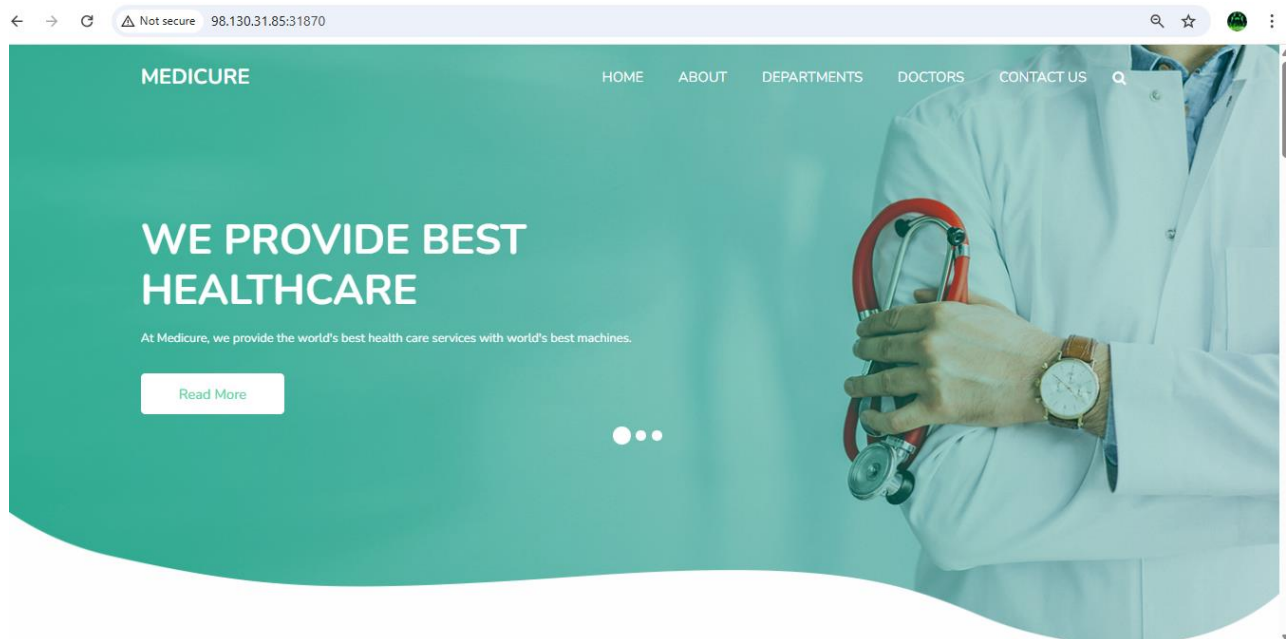 Not secure 98.130.31.85:31870
MEDICURE HOME ABOUT DEPARTMENTS DOCTORS CONTACT US
WE PROVIDE BEST
HEALTHCARE
At Medicure, we provide the world's best health care services with world's best machines.
Read More